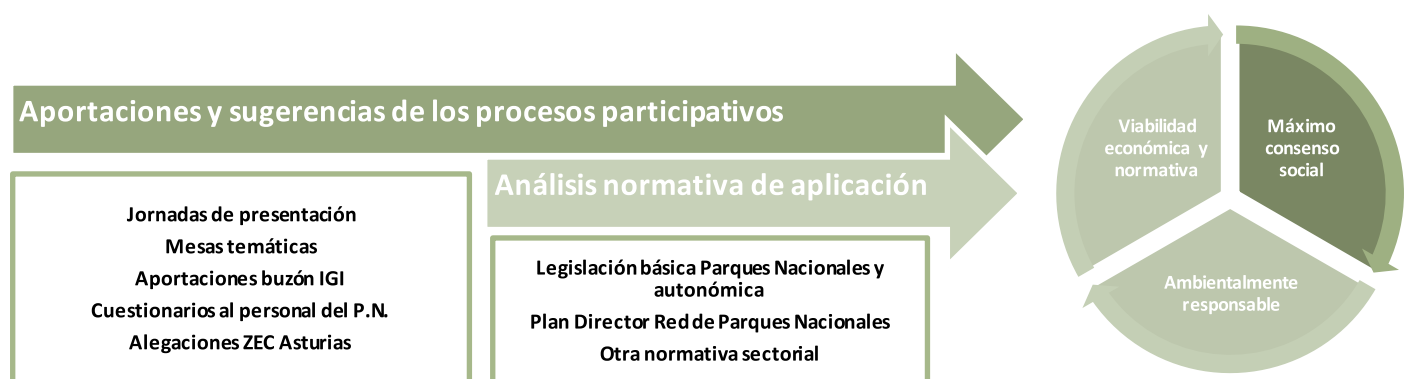 Aportaciones y sugerencias de los procesos participativos
Jornadas de presentación
Mesas temáticas
Aportaciones buzón IGI
Cuestionarios al personal del P.N.
Alegaciones ZEC Asturias
Análisis normativa de aplicación
Legislación básica Parques Nacionales y
autonómica
Plan Director Red de Parques Nacionales
Otra normativa sectorial
Viabilidad
económica y
normativa
Máximo
consenso
social
Ambientalmente
responsable